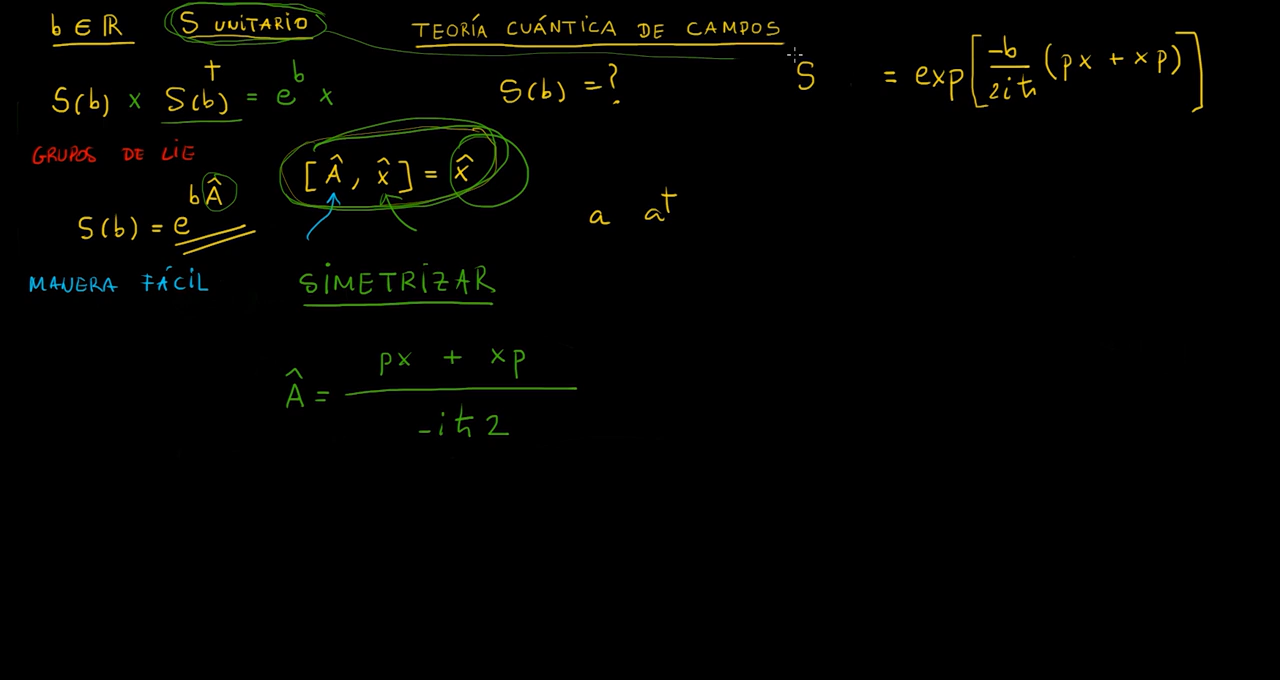 b ∈ ℝ S UNITARIO
TEORÍA CUÁNTICA DE CAMPOS
S(b) x S(b)† = e^b x
S(b) = ?
S = exp[-b/2iħ (px + xp)]
GRUPOS DE LIE
[Â, x̂] = x̂
S(b) = e^{bÂ}
a a†
MANERA FÁCIL
SIMETRIZAR
Â = (px + xp)/(-iħ2)